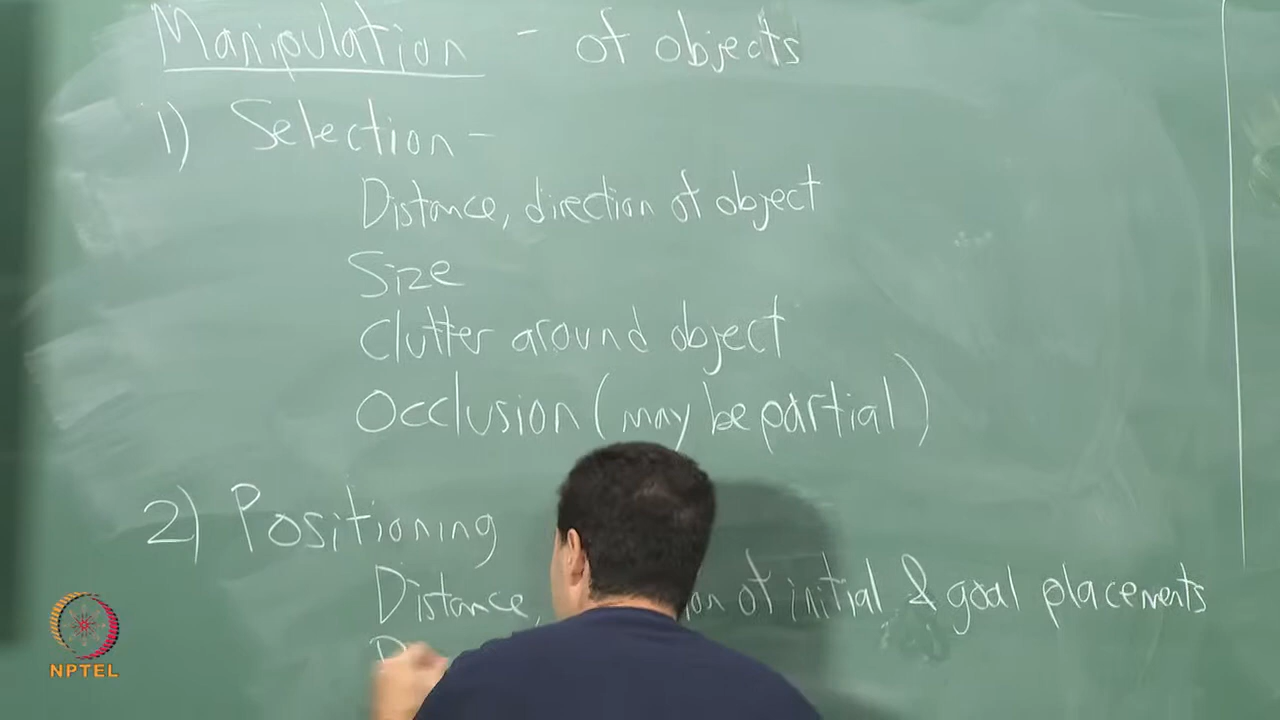 Manipulation - of objects
1) Selection -
Distance, direction of object
Size
Clutter around object
Occlusion (may be partial)
2) Positioning
Distance, of initial & goal placements
NPTEL